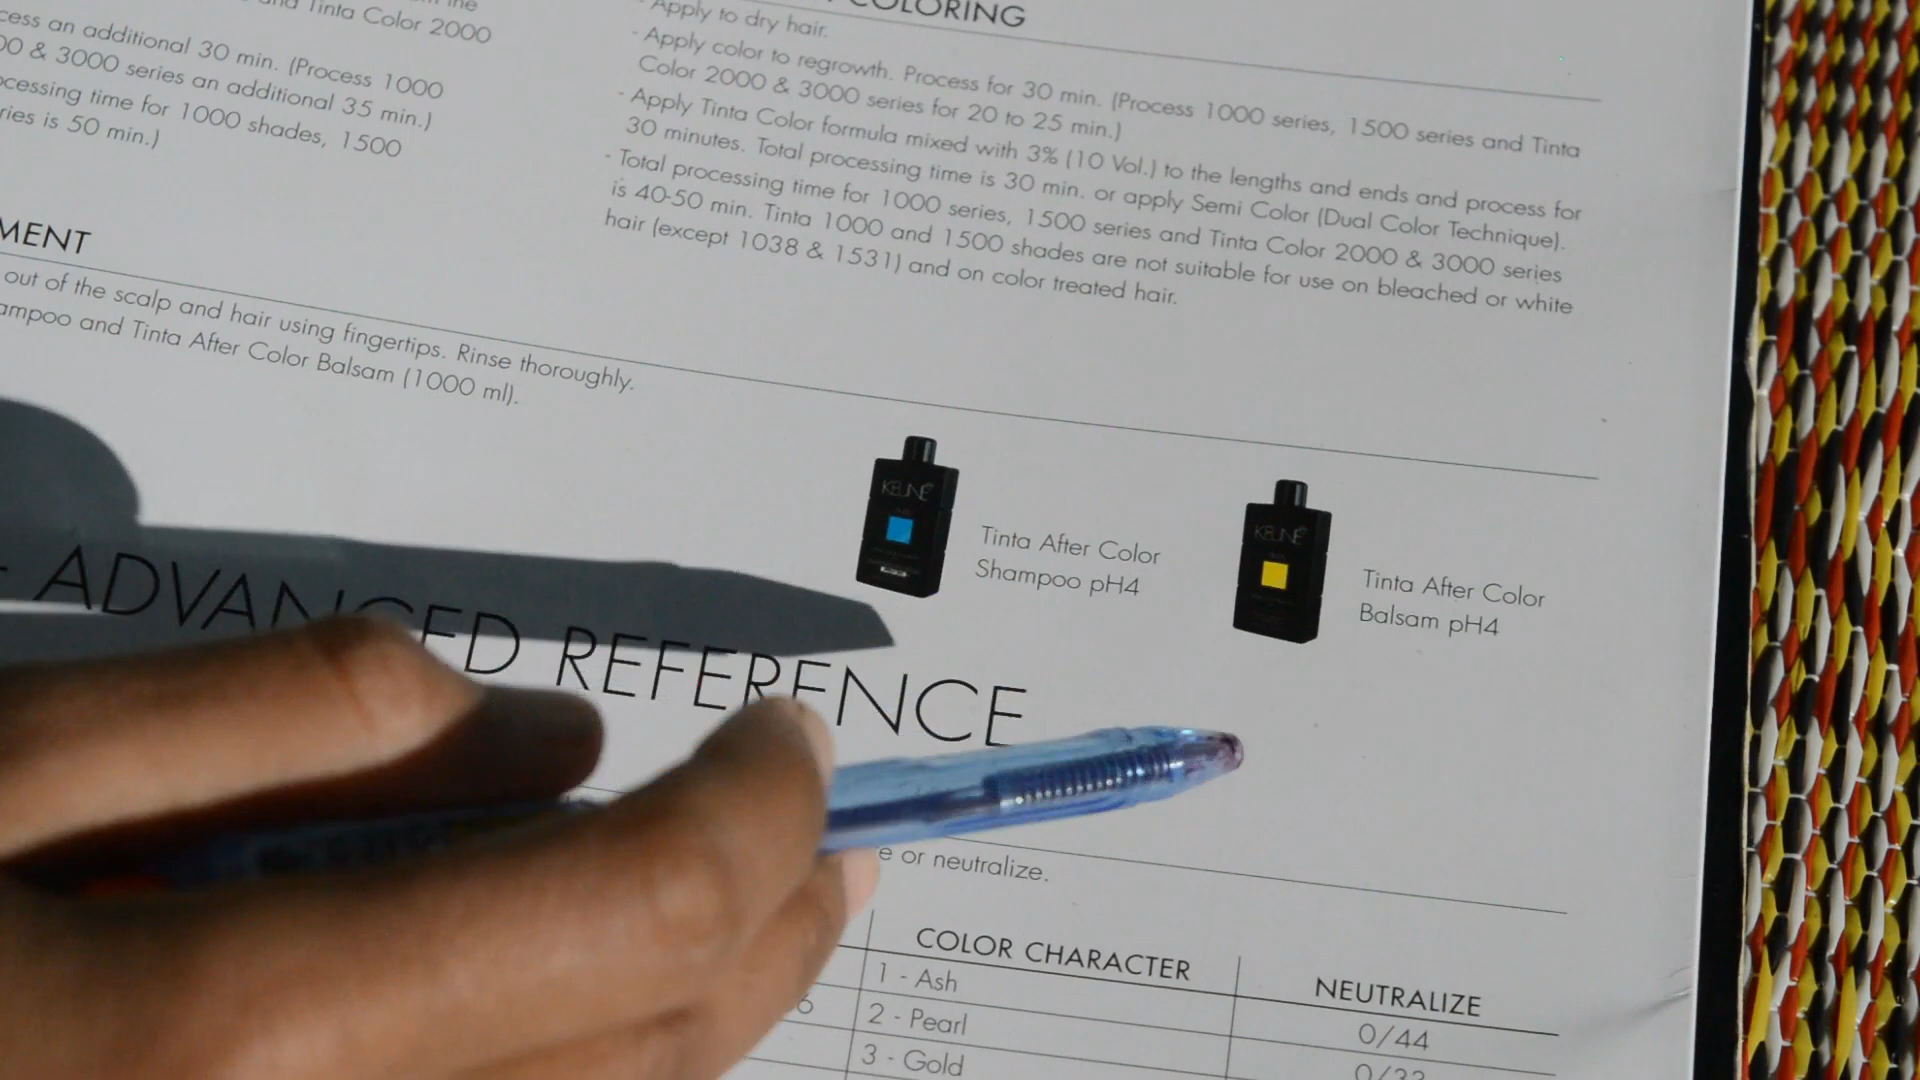 the
and Tinta Color 2000
an additional 30 min. (Process 1000
& 3000 series an additional 35 min.)
processing time for 1000 shades, 1500
is 50 min.)
COLORING
- Apply to dry hair.
- Apply color to regrowth. Process for 30 min. (Process 1000 series, 1500 series and Tinta
Color 2000 & 3000 series for 20 to 25 min.)
- Apply Tinta Color formula mixed with 3% (10 Vol.) to the lengths and ends and process for
30 minutes. Total processing time is 30 min. or apply Semi Color (Dual Color Technique).
- Total processing time for 1000 series, 1500 series and Tinta Color 2000 & 3000 series
is 40-50 min. Tinta 1000 and 1500 shades are not suitable for use on bleached or white
hair (except 1038 & 1531) and on color treated hair.
MENT
out of the scalp and hair using fingertips. Rinse thoroughly.
and Tinta After Color Balsam (1000 ml).
KEUNE
Tinta After Color
Shampoo pH4
KEUNE
Tinta After Color
Balsam pH4
- ADVANCED REFERENCE
e or neutralize.
COLOR CHARACTER NEUTRALIZE
1 - Ash 0/44
6 2 - Pearl 0/33
3 - Gold